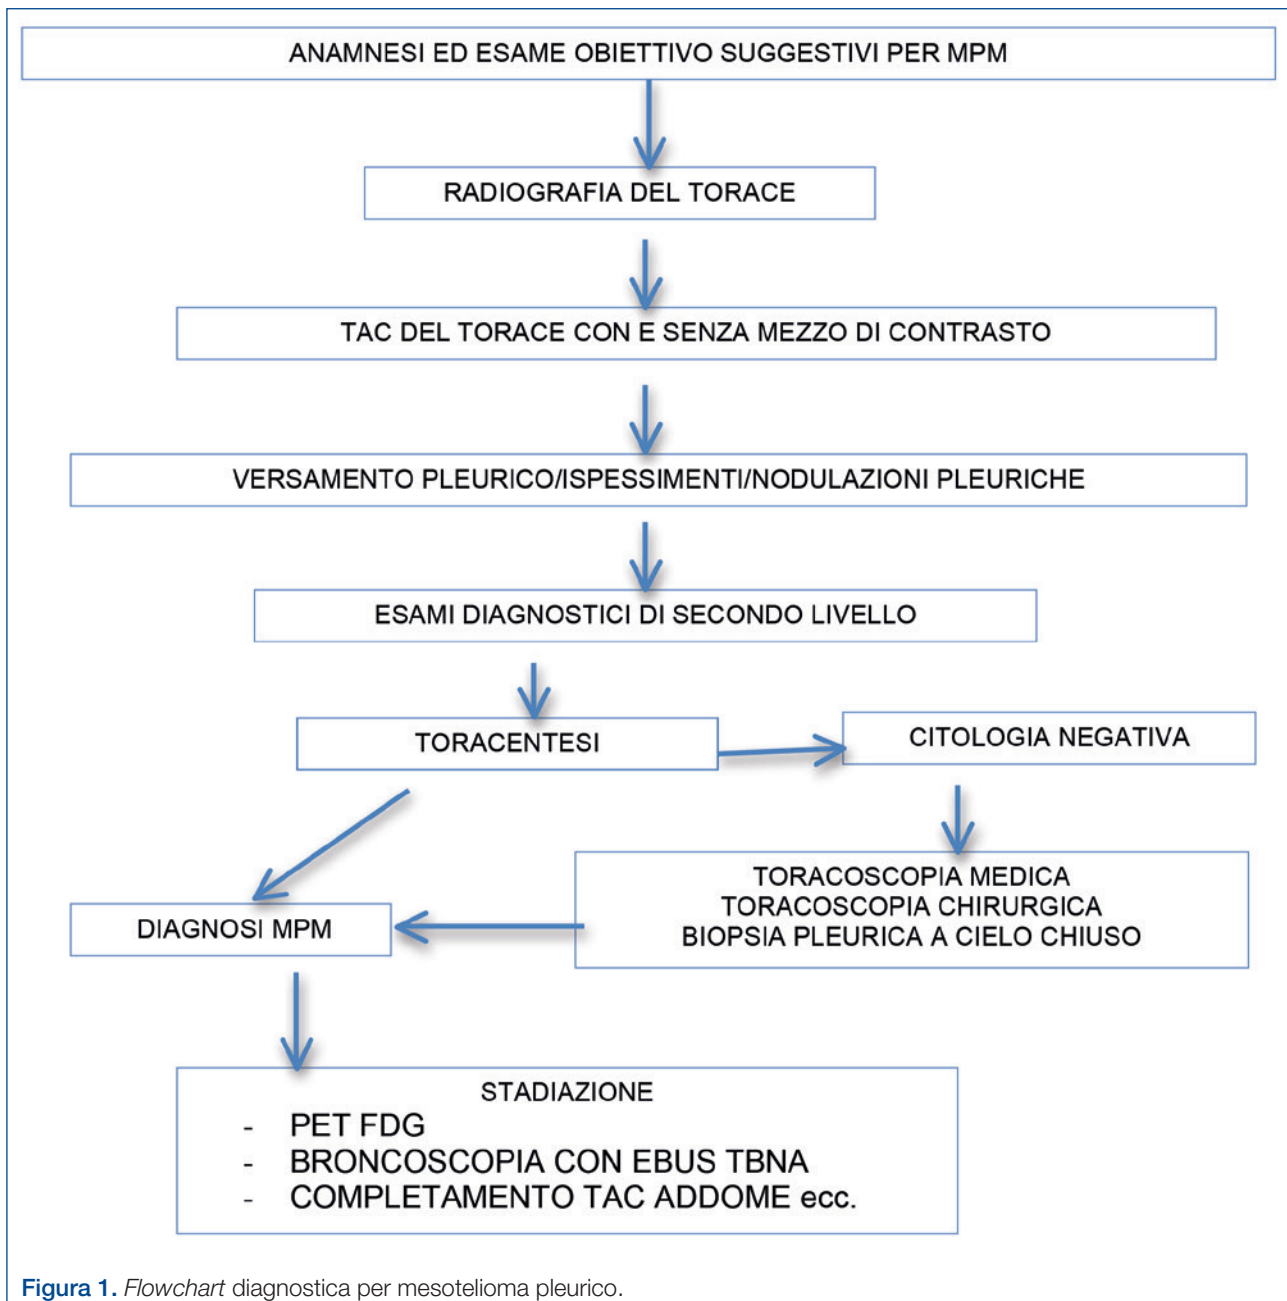 ANAMNESI ED ESAME OBIETTIVO SUGGESTIVI PER MPM
RADIOGRAFIA DEL TORACE
TAC DEL TORACE CON E SENZA MEZZO DI CONTRASTO
VERSAMENTO PLEURICO/ISPESSIMENTI/NODULAZIONI PLEURICHE
ESAMI DIAGNOSTICI DI SECONDO LIVELLO
TORACENTESI
CITOLOGIA NEGATIVA
TORACOSCOPIA MEDICA
TORACOSCOPIA CHIRURGICA
BIOPSIA PLEURICA A CIELO CHIUSO
DIAGNOSI MPM
STADIAZIONE
- PET FDG
- BRONCOSCOPIA CON EBUS TBNA
- COMPLETAMENTO TAC ADDOME ecc.
Figura 1. Flowchart diagnostica per mesotelioma pleurico.